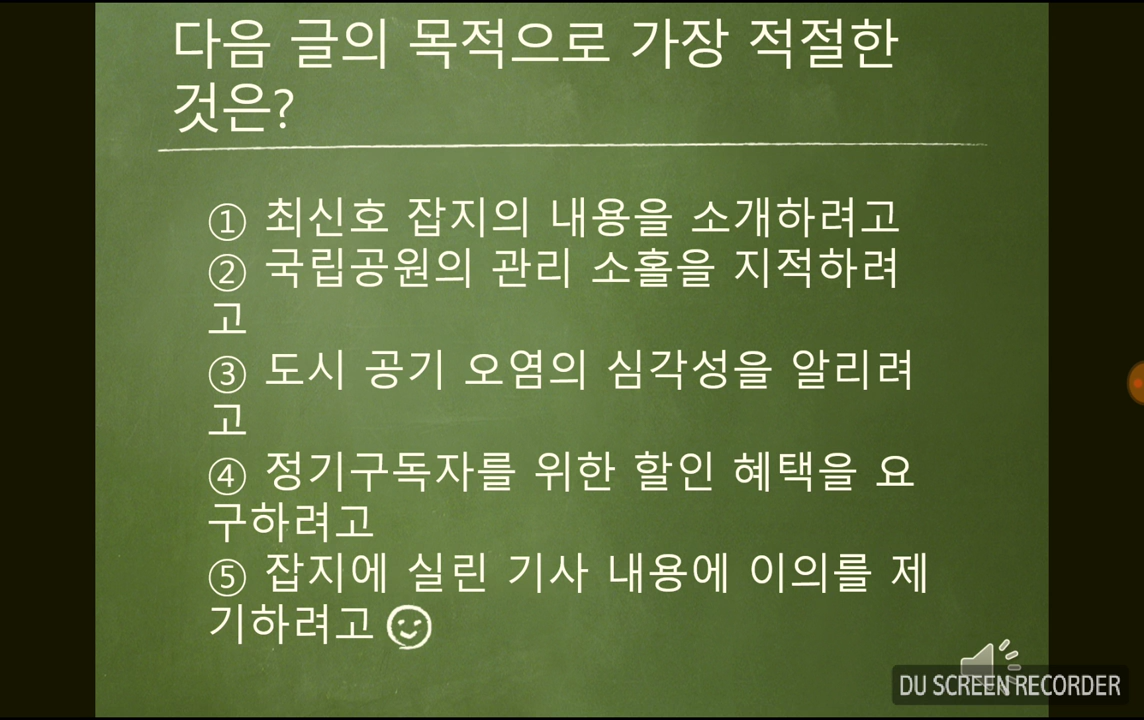 다음 글의 목적으로 가장 적절한
것은?
① 최신호 잡지의 내용을 소개하려고
② 국립공원의 관리 소홀을 지적하려
고
③ 도시 공기 오염의 심각성을 알리려
고
④ 정기구독자를 위한 할인 혜택을 요
구하려고
⑤ 잡지에 실린 기사 내용에 이의를 제
기하려고
DU SCREEN RECORDER